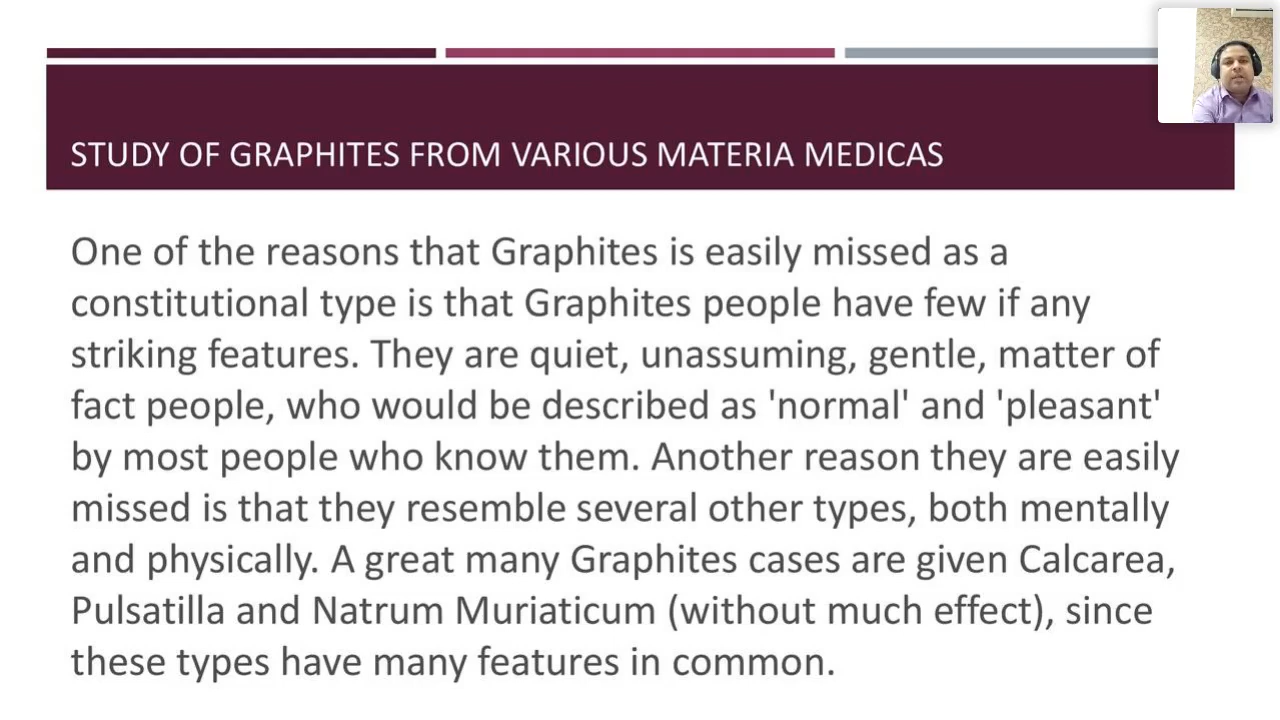 STUDY OF GRAPHITES FROM VARIOUS MATERIA MEDICAS
One of the reasons that Graphites is easily missed as a
constitutional type is that Graphites people have few if any
striking features. They are quiet, unassuming, gentle, matter of
fact people, who would be described as 'normal' and 'pleasant'
by most people who know them. Another reason they are easily
missed is that they resemble several other types, both mentally
and physically. A great many Graphites cases are given Calcarea,
Pulsatilla and Natrum Muriaticum (without much effect), since
these types have many features in common.